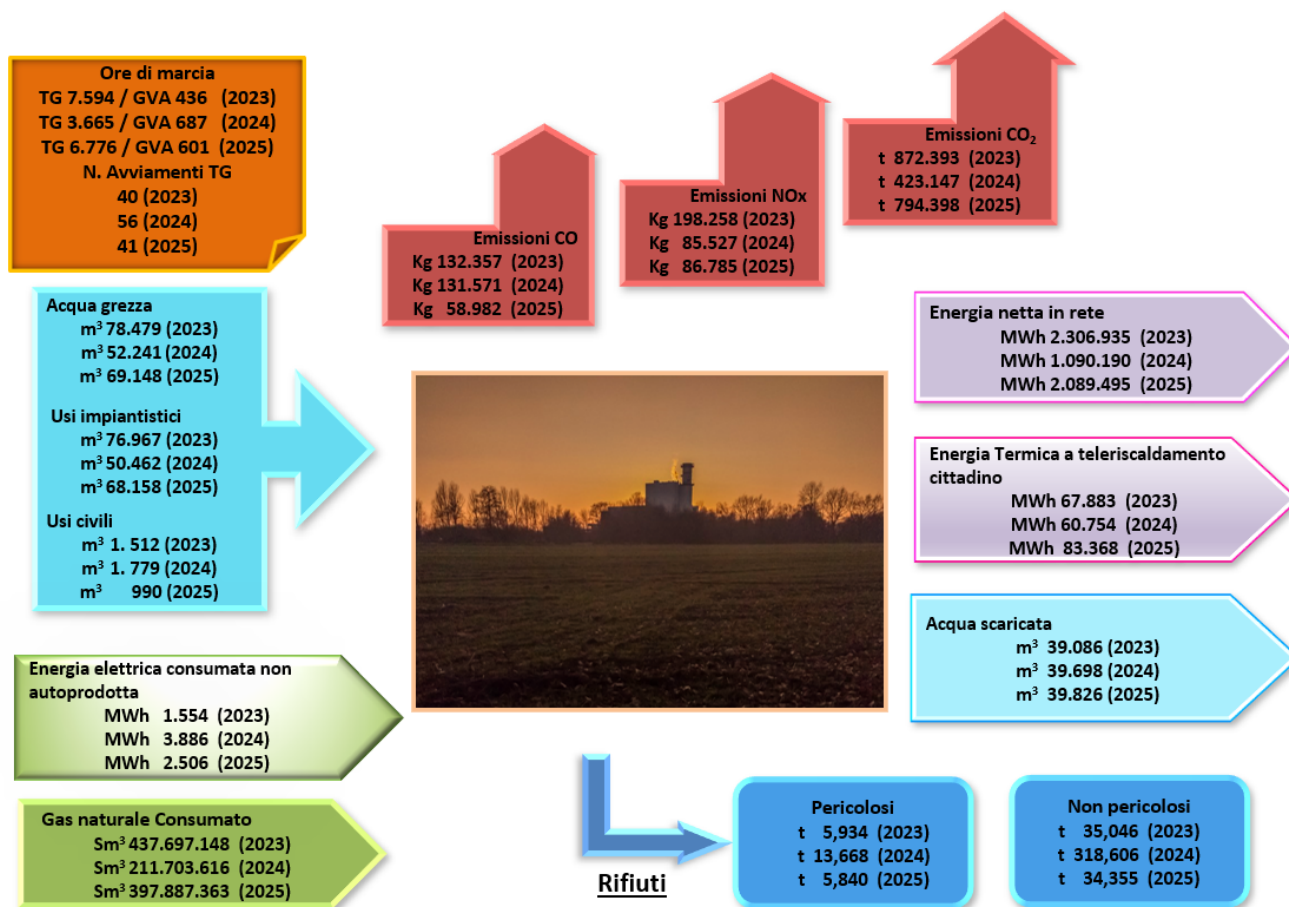 Ore di marcia
TG 7.594 / GVA 436 (2023)
TG 3.665 / GVA 687 (2024)
TG 6.776 / GVA 601 (2025)
N. Avviamenti TG
40 (2023)
56 (2024)
41 (2025)
Emissioni CO
Kg 132.357 (2023)
Kg 131.571 (2024)
Kg 58.982 (2025)
Emissioni NOx
Kg 198.258 (2023)
Kg 85.527 (2024)
Kg 86.785 (2025)
Emissioni CO₂
t 872.393 (2023)
t 423.147 (2024)
t 794.398 (2025)
Acqua grezza
m³ 78.479 (2023)
m³ 52.241 (2024)
m³ 69.148 (2025)
Usi impiantistici
m³ 76.967 (2023)
m³ 50.462 (2024)
m³ 68.158 (2025)
Usi civili
m³ 1. 512 (2023)
m³ 1. 779 (2024)
m³ 990 (2025)
Energia elettrica consumata non
autoprodotta
MWh 1.554 (2023)
MWh 3.886 (2024)
MWh 2.506 (2025)
Gas naturale Consumato
Sm³ 437.697.148 (2023)
Sm³ 211.703.616 (2024)
Sm³ 397.887.363 (2025)
Energia netta in rete
MWh 2.306.935 (2023)
MWh 1.090.190 (2024)
MWh 2.089.495 (2025)
Energia Termica a teleriscaldamento
cittadino
MWh 67.883 (2023)
MWh 60.754 (2024)
MWh 83.368 (2025)
Acqua scaricata
m³ 39.086 (2023)
m³ 39.698 (2024)
m³ 39.826 (2025)
Rifiuti
Pericolosi
t 5,934 (2023)
t 13,668 (2024)
t 5,840 (2025)
Non pericolosi
t 35,046 (2023)
t 318,606 (2024)
t 34,355 (2025)